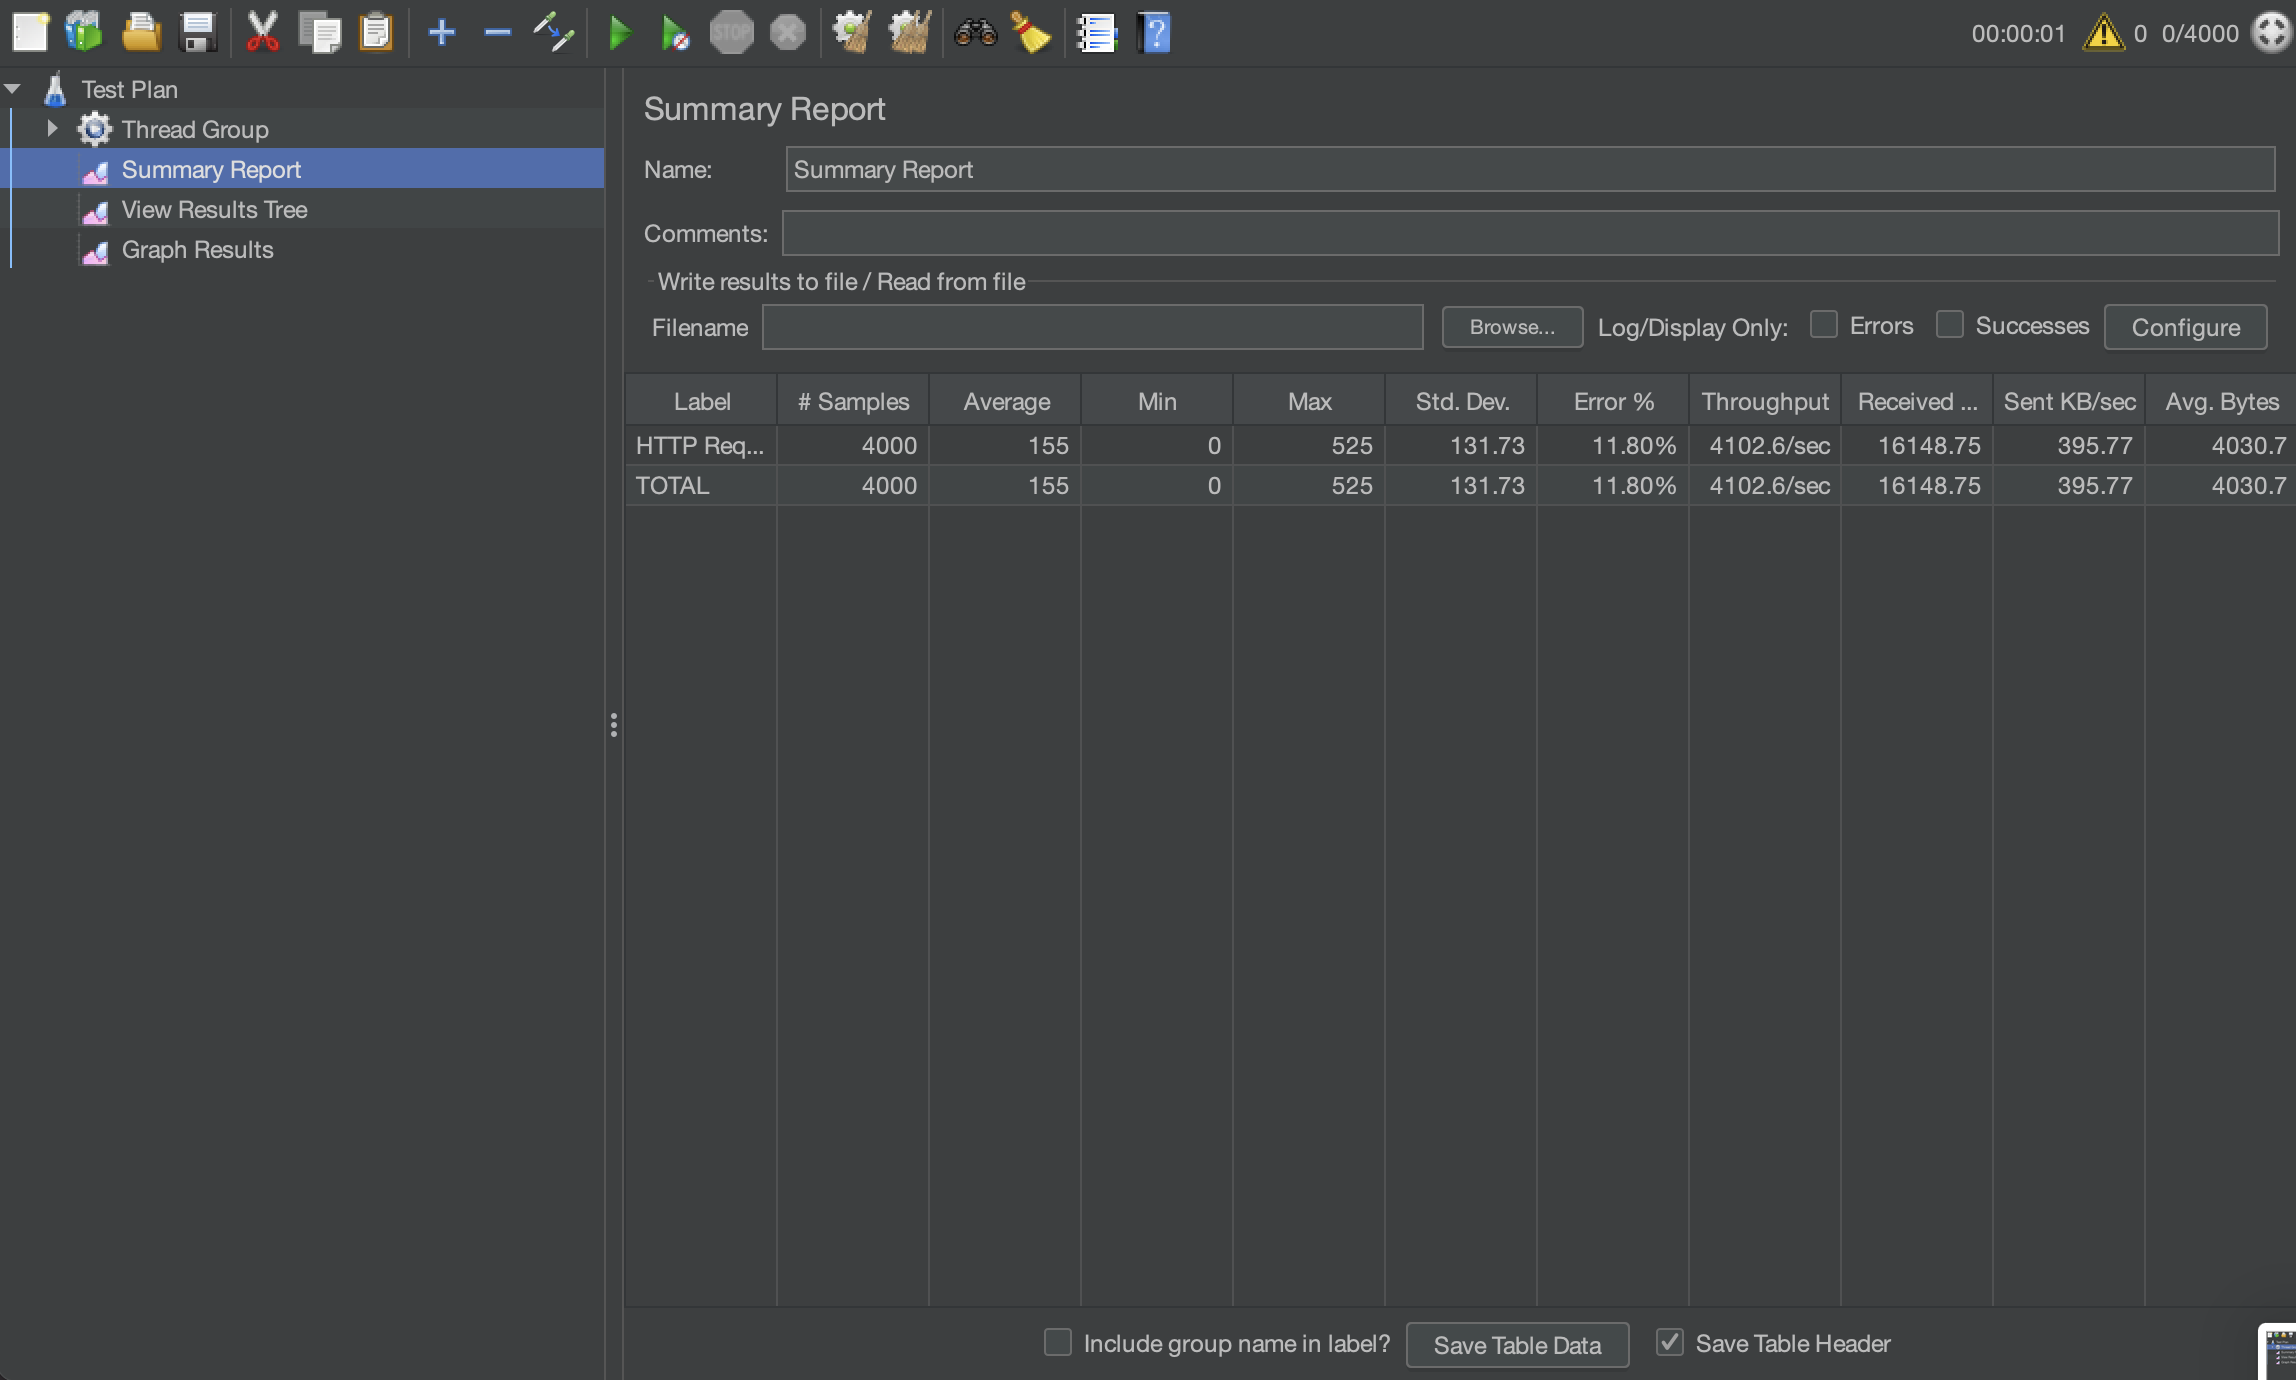 STOP
00:00:01 0 0/4000
Test Plan
Thread Group
Summary Report
View Results Tree
Graph Results
Summary Report
Name: Summary Report
Comments:
Write results to file / Read from file
Filename Browse... Log/Display Only: Errors Successes Configure
Label # Samples Average Min Max Std. Dev. Error % Throughput Received ... Sent KB/sec Avg. Bytes
HTTP Req... 4000 155 0 525 131.73 11.80% 4102.6/sec 16148.75 395.77 4030.7
TOTAL 4000 155 0 525 131.73 11.80% 4102.6/sec 16148.75 395.77 4030.7
Include group name in label? Save Table Data Save Table Header